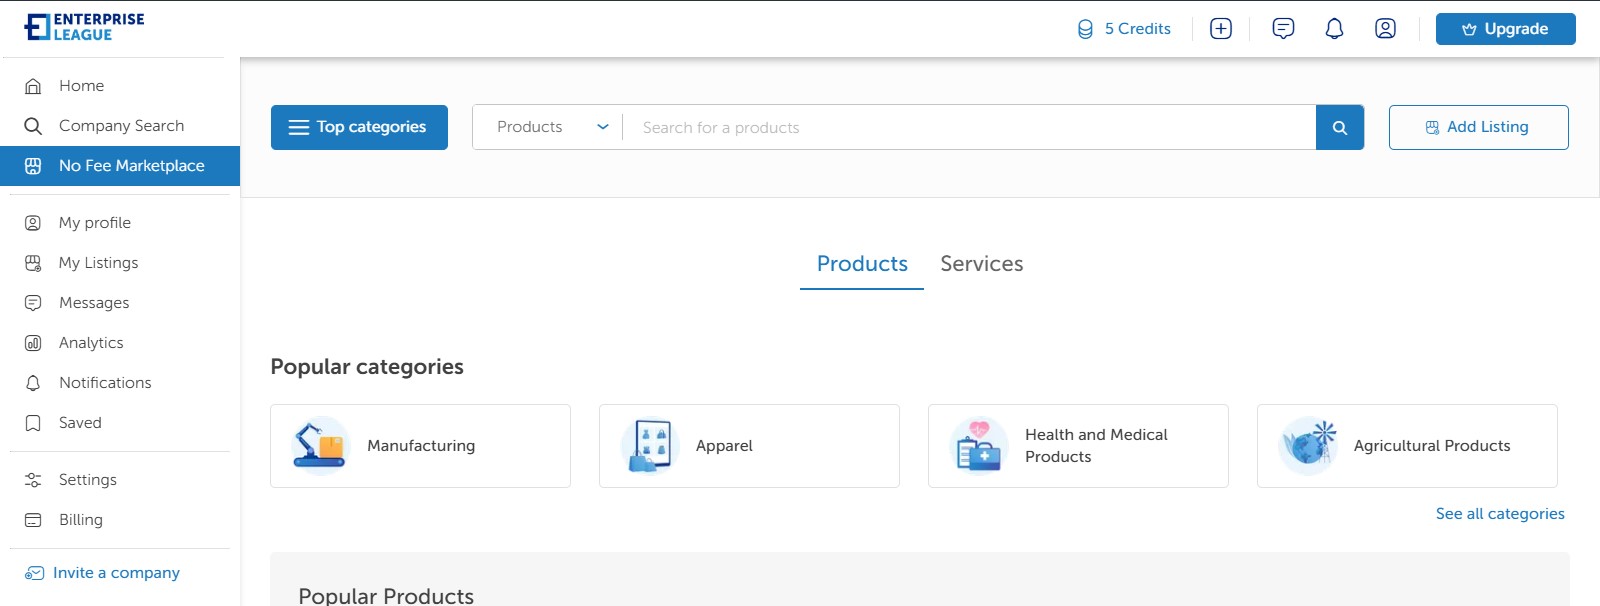 ENTERPRISE
LEAGUE
5 Credits
Upgrade
Home
Company Search
No Fee Marketplace
My profile
My Listings
Messages
Analytics
Notifications
Saved
Settings
Billing
Invite a company
Top categories
Products
Search for a products
Add Listing
Products
Services
Popular categories
Manufacturing
Apparel
Health and Medical
Products
Agricultural Products
See all categories
Popular Products